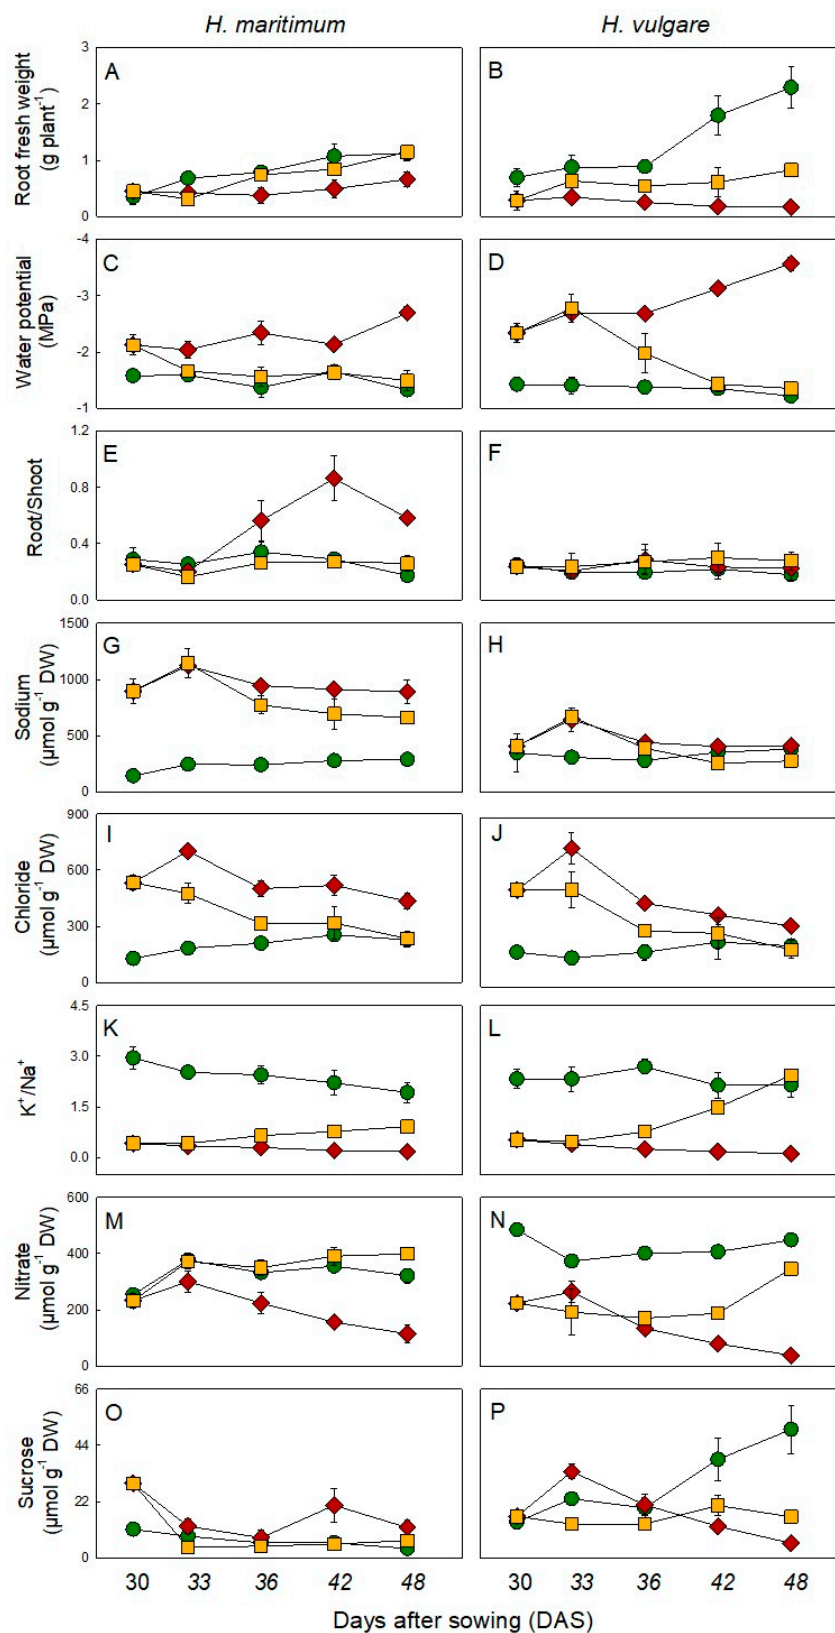 H. maritimum
H. vulgare
Root fresh weight
(g plant⁻¹)
3
2
1
0
A
B
Water potential
(MPa)
-4
-3
-2
-1
C
D
Root/Shoot
1.2
0.8
0.4
0.0
E
F
Sodium
(µmol g⁻¹ DW)
1500
1000
500
0
G
H
Chloride
(µmol g⁻¹ DW)
900
600
300
0
I
J
K⁺/Na⁺
4.5
3.0
1.5
0.0
K
L
Nitrate
(µmol g⁻¹ DW)
600
400
200
0
M
N
Sucrose
(µmol g⁻¹ DW)
66
44
22
0
O
P
30 33 36 42 48
30 33 36 42 48
Days after sowing (DAS)